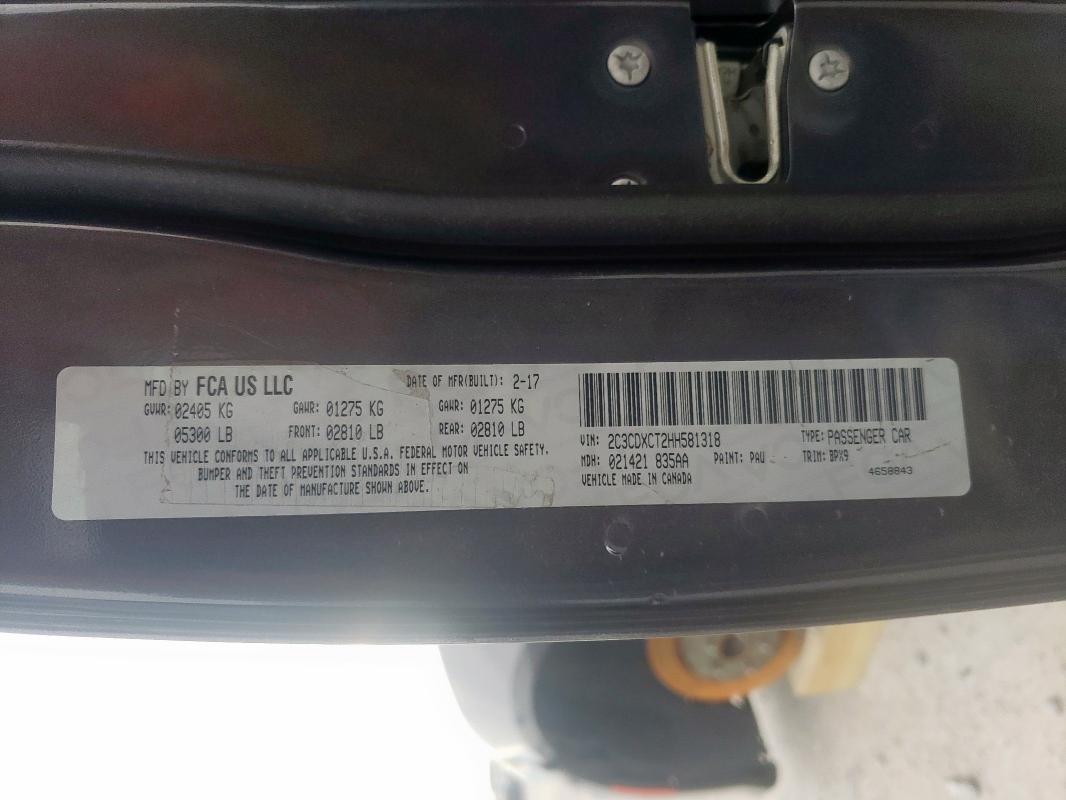 MFD BY FCA US LLC DATE OF MFR(BUILT): 2-17
GVWR: 02405 KG GAWR: 01275 KG GAWR: 01275 KG
05300 LB FRONT: 02810 LB REAR: 02810 LB
THIS VEHICLE CONFORMS TO ALL APPLICABLE U.S.A. FEDERAL MOTOR VEHICLE SAFETY,
BUMPER AND THEFT PREVENTION STANDARDS IN EFFECT ON
THE DATE OF MANUFACTURE SHOWN ABOVE.
VIN: 2C3CDXCT2HH581318 TYPE: PASSENGER CAR
MDH: 021421 835AA PAINT: PAU TRIM: BPX9
VEHICLE MADE IN CANADA 4658843